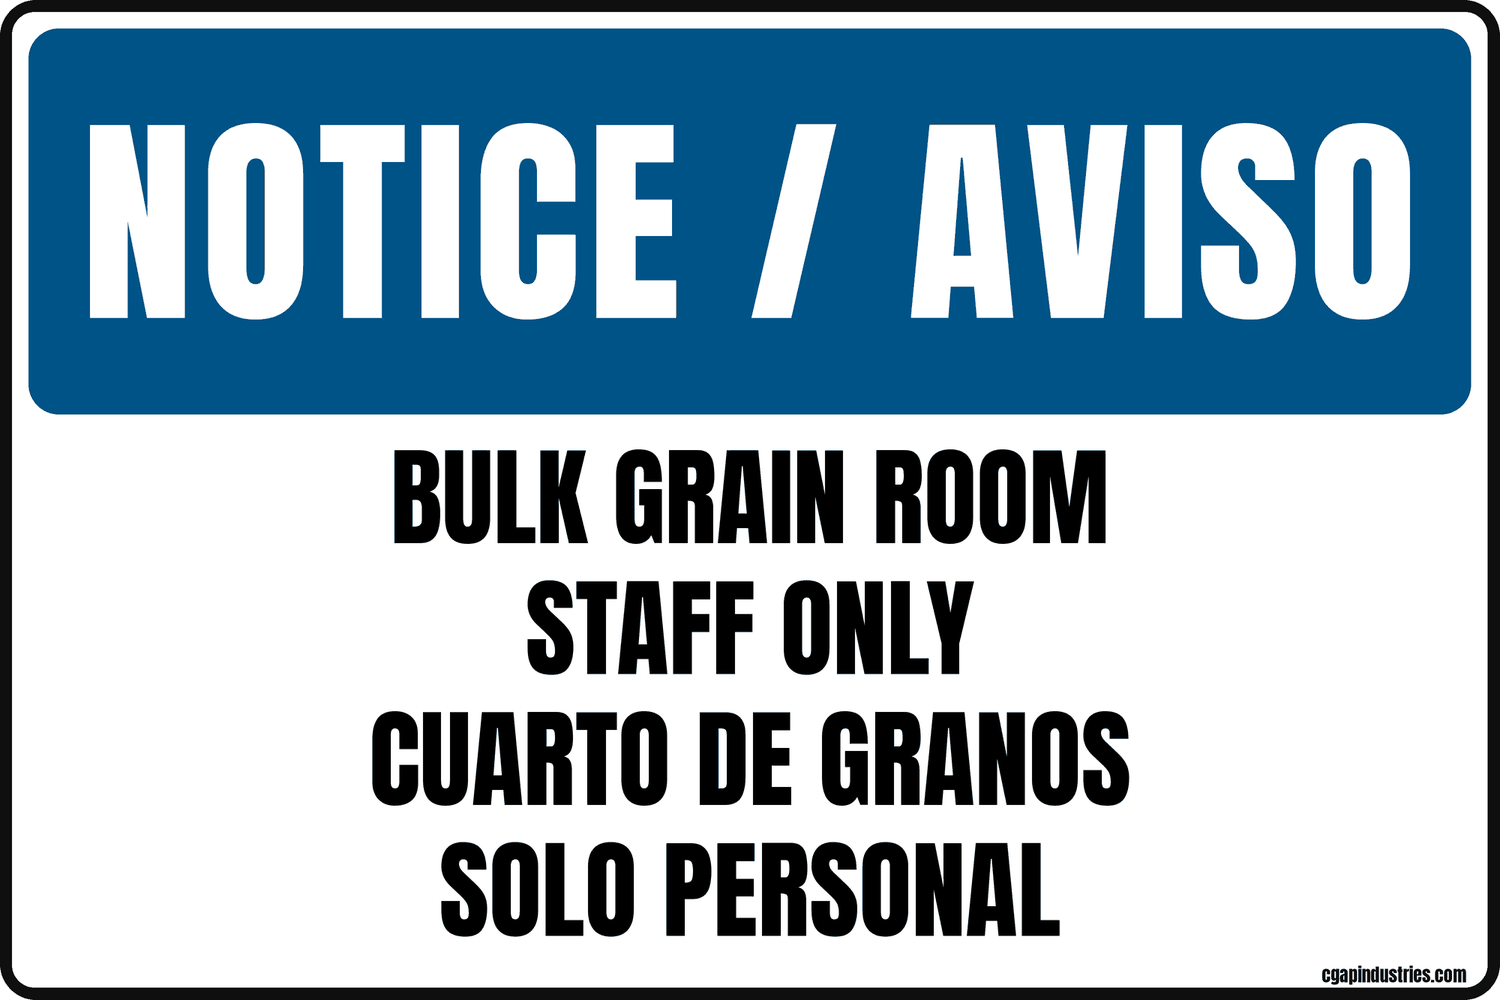 NOTICE / AVISO
BULK GRAIN ROOM
STAFF ONLY
CUARTO DE GRANOS
SOLO PERSONAL
cgapindustries.com